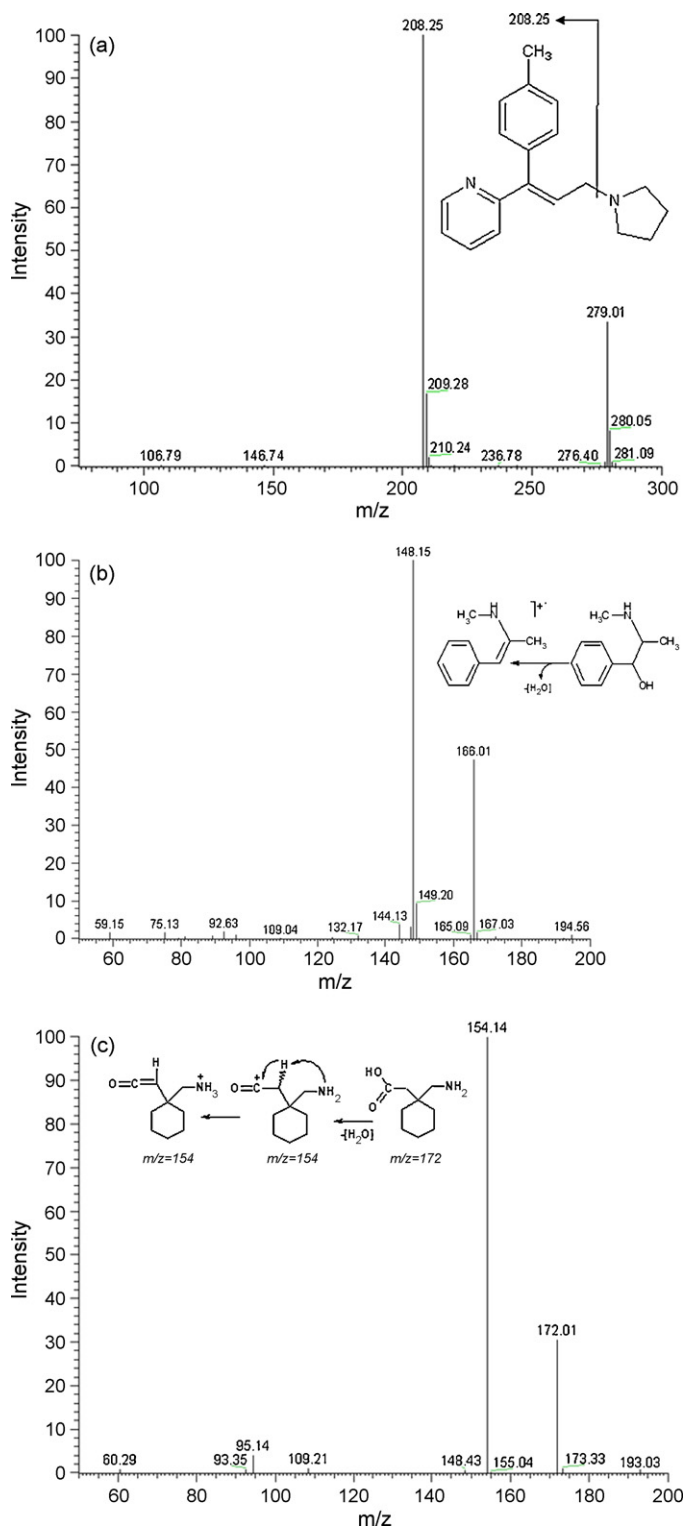 (a)
Intensity
100
90
80
70
60
50
40
30
20
10
0
208.25
208.25
CH3
N
N
279.01
209.28
280.05
210.24
106.79
146.74
236.78
276.40
281.09
100
150
200
250
300
m/z
(b)
Intensity
100
90
80
70
60
50
40
30
20
10
0
148.15
H
H3C N
CH3
]+·
-[H2O]
H
H3C N
CH3
OH
166.01
149.20
144.13
59.15
75.13
92.63
109.04
132.17
165.09
167.03
194.56
60
80
100
120
140
160
180
200
m/z
(c)
Intensity
100
90
80
70
60
50
40
30
20
10
0
154.14
H
O=C
+
NH3
m/z=154
H
+
O=C
NH2
m/z=154
-[H2O]
HO
C
O
NH2
m/z=172
172.01
95.14
60.29
93.35
109.21
148.43
155.04
173.33
193.03
60
80
100
120
140
160
180
200
m/z